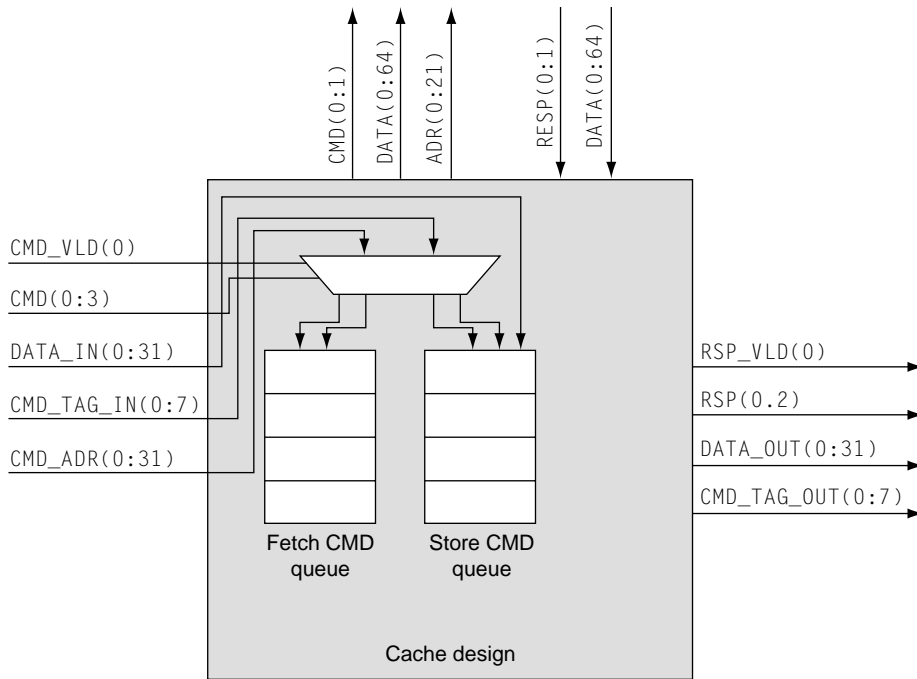 CMD(0:1)
DATA(0:64)
ADR(0:21)
RESP(0:1)
DATA(0:64)
CMD_VLD(0)
CMD(0:3)
DATA_IN(0:31)
CMD_TAG_IN(0:7)
CMD_ADR(0:31)
RSP_VLD(0)
RSP(0.2)
DATA_OUT(0:31)
CMD_TAG_OUT(0:7)
Fetch CMD
queue
Store CMD
queue
Cache design